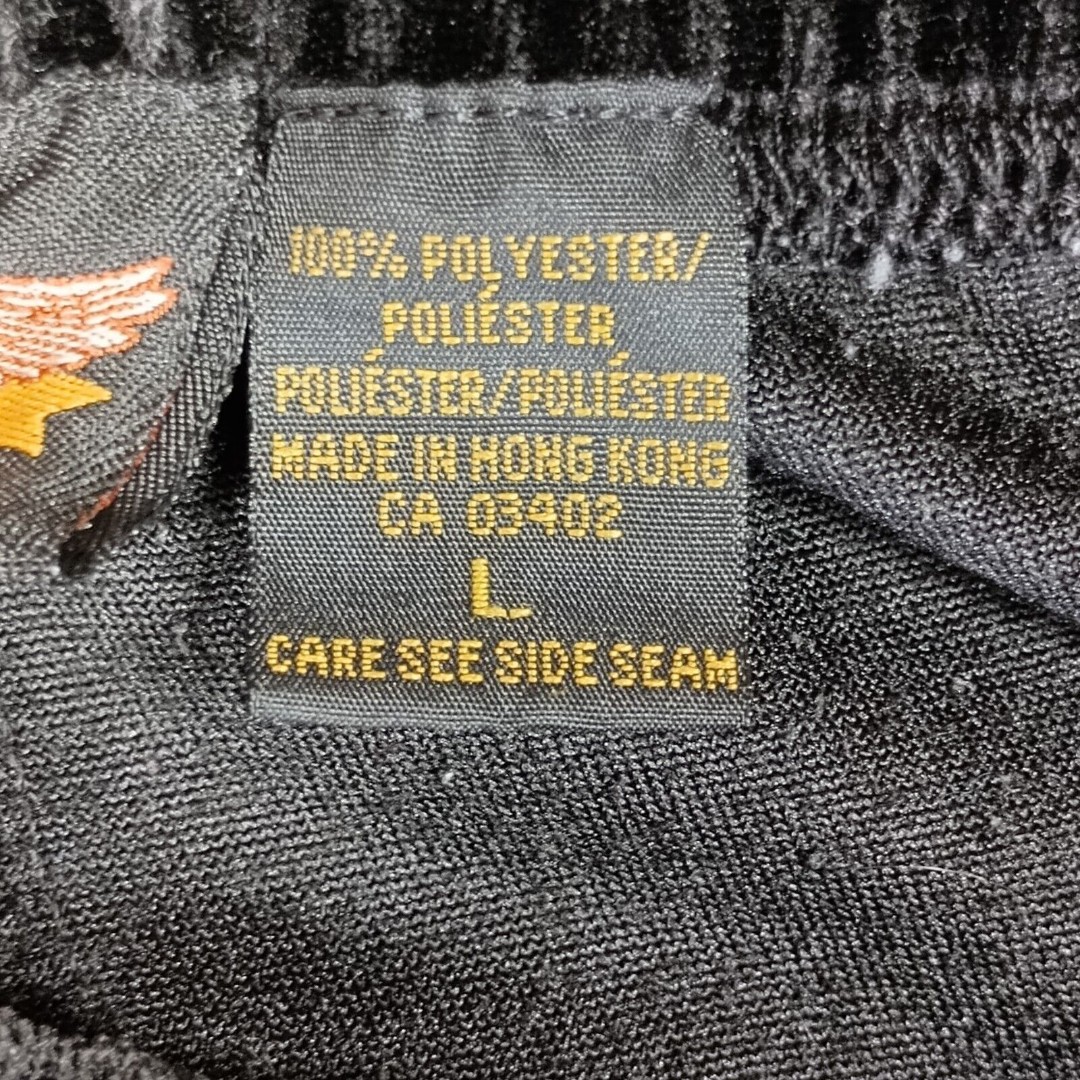 100% POLYESTER/
POLIÉSTER
POLIÉSTER/POLIÉSTER
MADE IN HONG KONG
CA 03402
L
CARE SEE SIDE SEAM